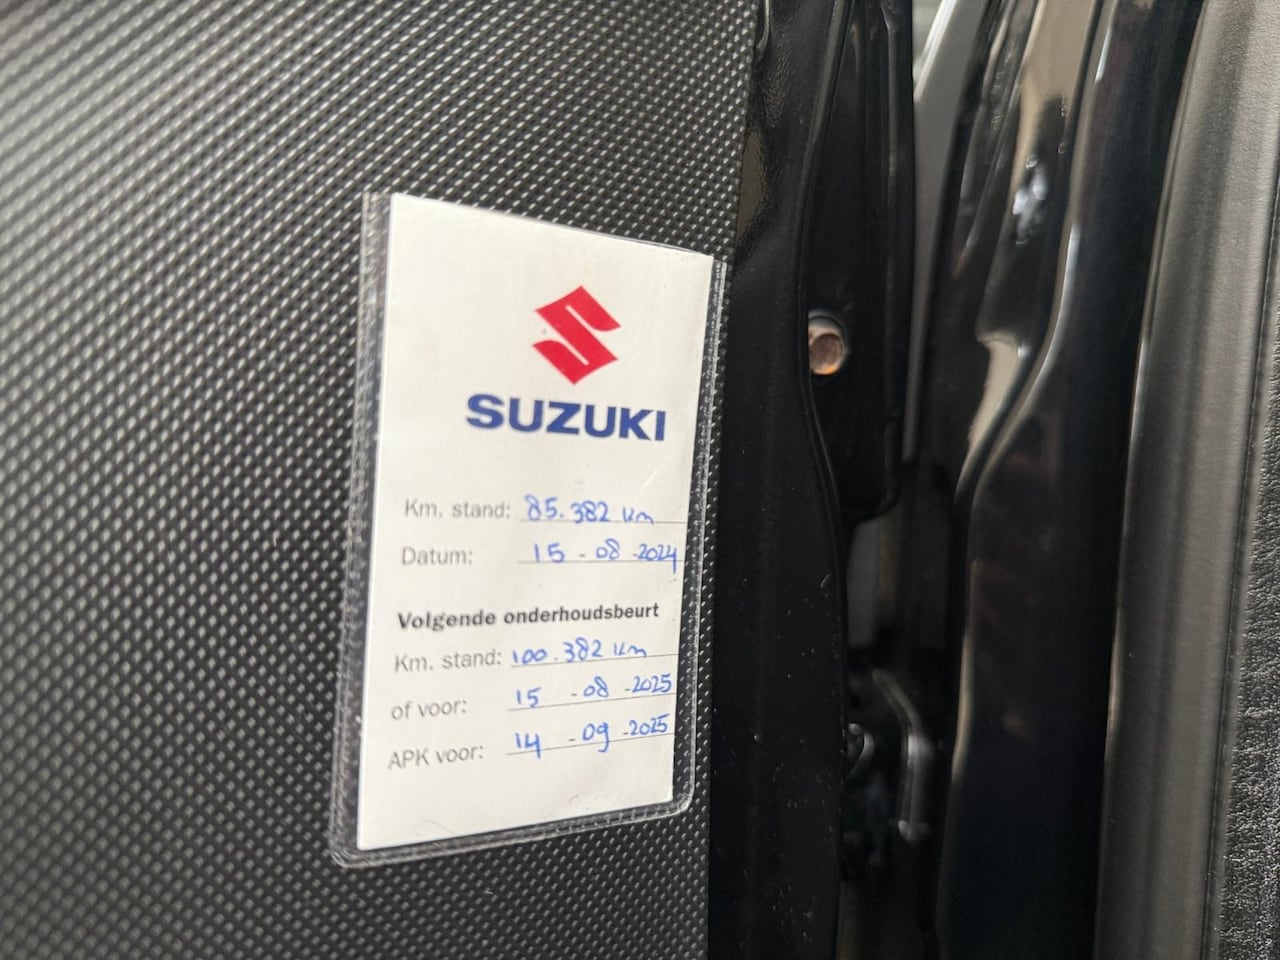 SUZUKI
Km. stand: 85.382 km
Datum: 15 - 08 - 2024
Volgende onderhoudsbeurt
Km. stand: 100.382 km
of voor: 15 - 08 - 2025
APK voor: 14 - 09 - 2025